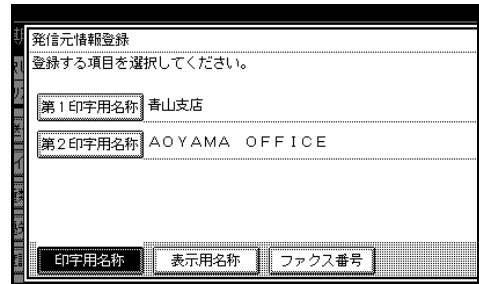 発信元情報登録
登録する項目を選択してください。
第1印字用名称 青山支店
第2印字用名称 ＡＯＹＡＭＡ　ＯＦＦＩＣＥ
印字用名称 表示用名称 ファクス番号